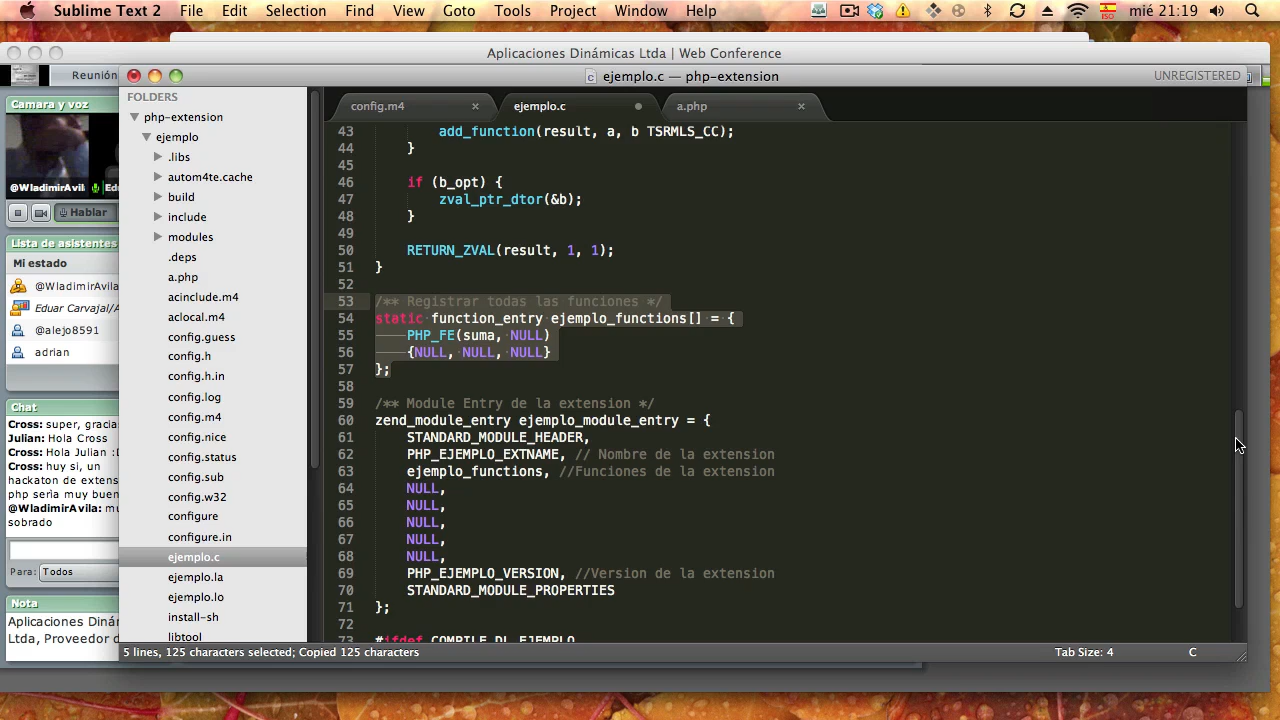 Sublime Text 2 File Edit Selection Find View Goto Tools Project Window Help ISO mié 21:19
Aplicaciones Dinámicas Ltda | Web Conference
Reunión
ejemplo.c — php-extension
UNREGISTERED
Camara y voz
@WladimirAvila
Hablar
Lista de asistentes
Mi estado
@WladimirAvila
Eduar Carvajal/A
@alejo8591
adrian
Chat
Cross: super, gracia
Julian: Hola Cross
Cross: Hola Julian :D
Cross: huy si, un
hackaton de extens
php serìa muy buen
@WladimirAvila: mu
sobrado
Para: Todos
Nota
Aplicaciones Dinám
Ltda, Proveedor d
FOLDERS
php-extension
ejemplo
.libs
autom4te.cache
build
include
modules
.deps
a.php
acinclude.m4
aclocal.m4
config.guess
config.h
config.h.in
config.log
config.m4
config.nice
config.status
config.sub
config.w32
configure
configure.in
ejemplo.c
ejemplo.la
ejemplo.lo
install-sh
libtool
config.m4 ×
ejemplo.c
a.php ×
43         add_function(result, a, b TSRMLS_CC);
44     }
45
46     if (b_opt) {
47         zval_ptr_dtor(&b);
48     }
49
50     RETURN_ZVAL(result, 1, 1);
51 }
52
53 /** Registrar todas las funciones */
54 static function_entry ejemplo_functions[] = {
55     PHP_FE(suma, NULL)
56     {NULL, NULL, NULL}
57 };
58
59 /** Module Entry de la extension */
60 zend_module_entry ejemplo_module_entry = {
61     STANDARD_MODULE_HEADER,
62     PHP_EJEMPLO_EXTNAME, // Nombre de la extension
63     ejemplo_functions, //Funciones de la extension
64     NULL,
65     NULL,
66     NULL,
67     NULL,
68     NULL,
69     PHP_EJEMPLO_VERSION, //Version de la extension
70     STANDARD_MODULE_PROPERTIES
71 };
72
73 #ifdef COMPILE_DL_EJEMPLO
5 lines, 125 characters selected; Copied 125 characters
Tab Size: 4
C